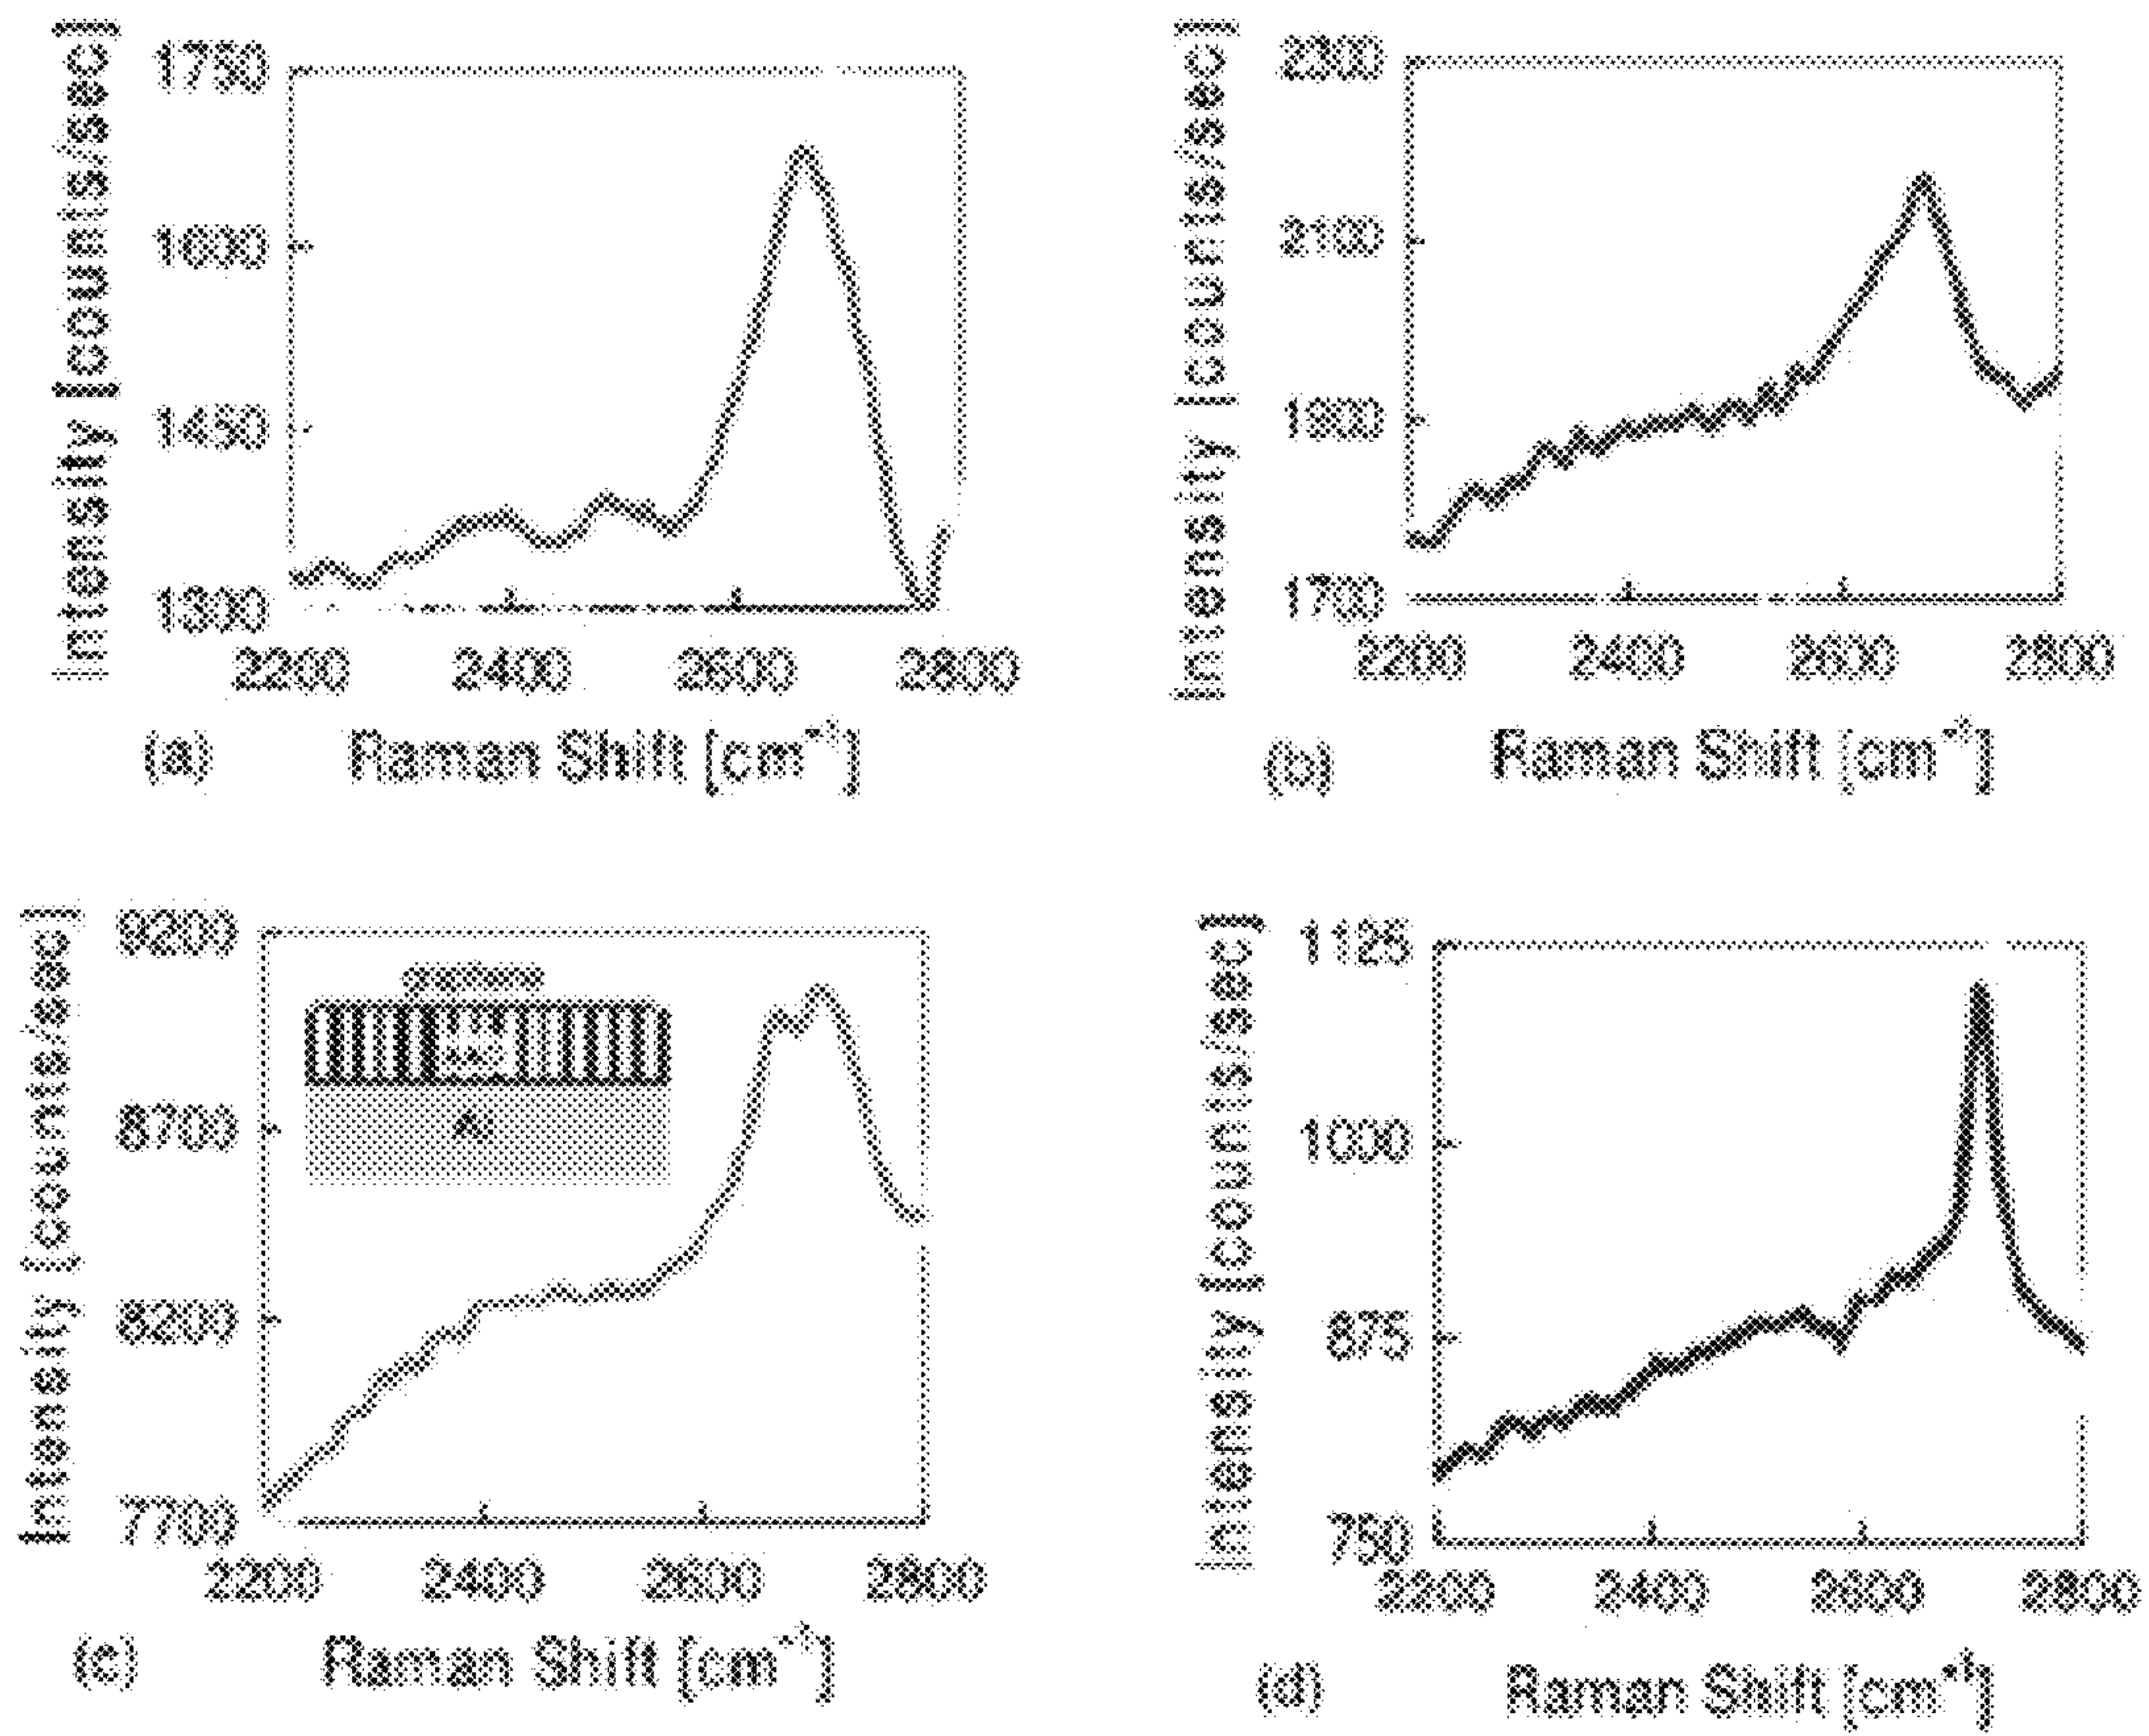 Intensity [counts/sec]
1750
1600
1450
1300
2200 2400 2600 2800
(a) Raman Shift [cm⁻¹]
Intensity [counts/sec]
2300
2100
1900
1700
2200 2400 2600 2800
(b) Raman Shift [cm⁻¹]
Intensity [counts/sec]
9200
8700
8200
7700
graphene
Al
2200 2400 2600 2800
(c) Raman Shift [cm⁻¹]
Intensity [counts/sec]
1125
1000
875
750
2200 2400 2600 2800
(d) Raman Shift [cm⁻¹]